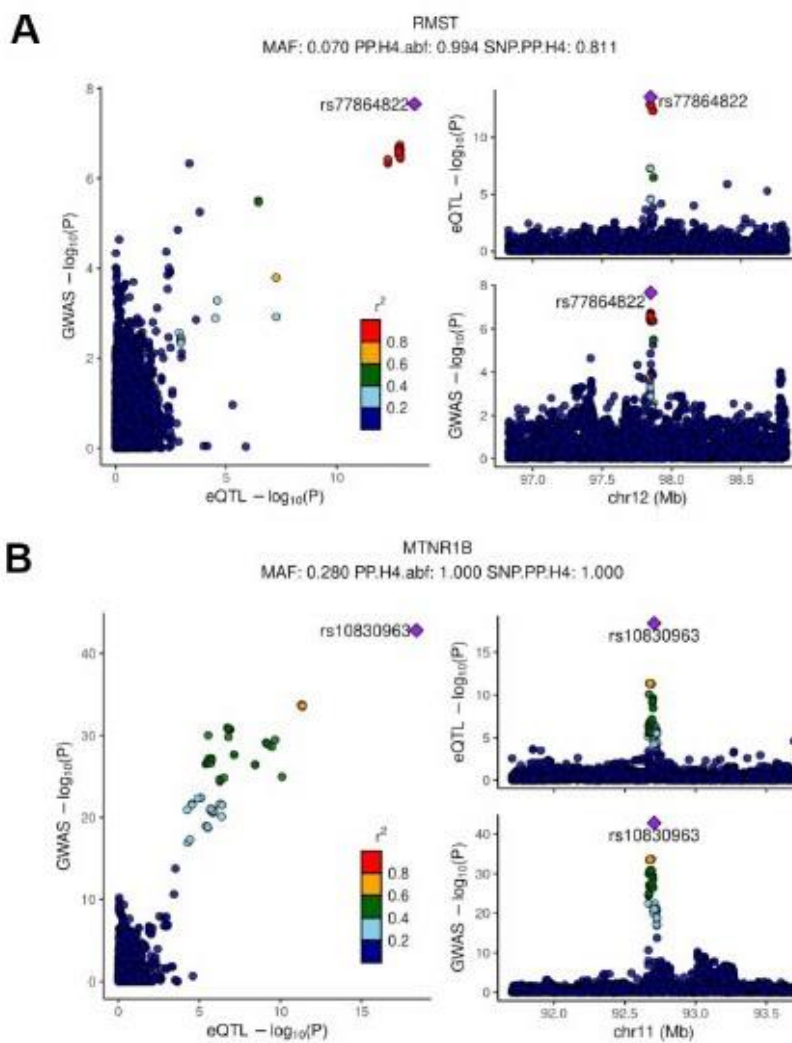 A
RMST
MAF: 0.070 PP.H4.abf: 0.994 SNP.PP.H4: 0.811
8
6
4
2
0
GWAS − log10(P)
rs77864822
r²
0.8
0.6
0.4
0.2
0
5
10
eQTL − log10(P)
10
5
0
eQTL − log10(P)
rs77864822
8
6
4
2
0
GWAS − log10(P)
rs77864822
97.0
97.5
98.0
98.5
chr12 (Mb)
B
MTNR1B
MAF: 0.280 PP.H4.abf: 1.000 SNP.PP.H4: 1.000
40
30
20
10
0
GWAS − log10(P)
rs10830963
r²
0.8
0.6
0.4
0.2
0
5
10
15
eQTL − log10(P)
20
15
10
5
0
eQTL − log10(P)
rs10830963
40
30
20
10
0
GWAS − log10(P)
rs10830963
92.0
92.5
93.0
93.5
chr11 (Mb)